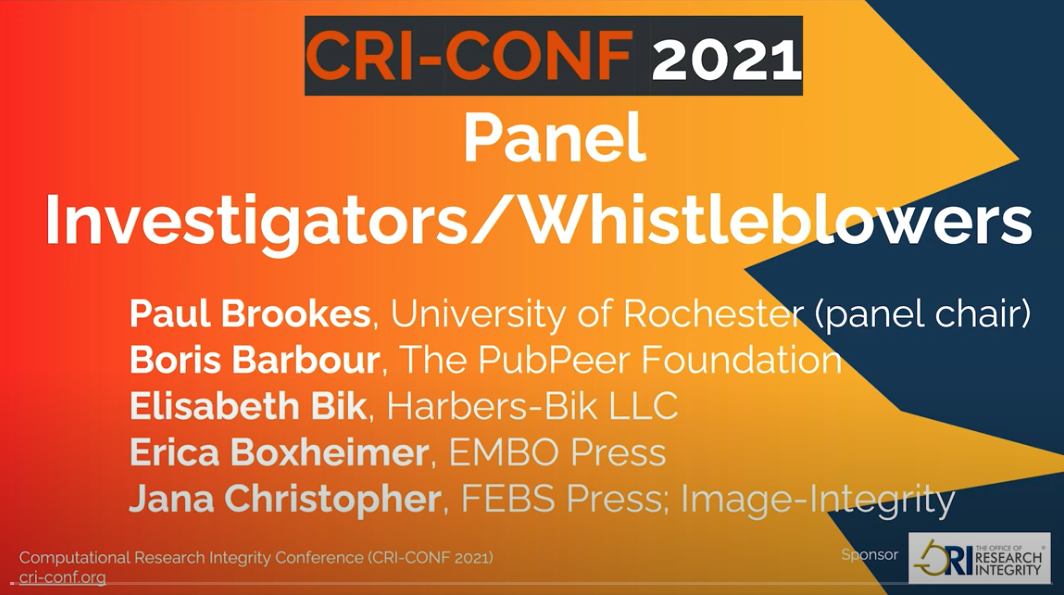 CRI-CONF 2021
Panel
Investigators/Whistleblowers
Paul Brookes, University of Rochester (panel chair)
Boris Barbour, The PubPeer Foundation
Elisabeth Bik, Harbers-Bik LLC
Erica Boxheimer, EMBO Press
Jana Christopher, FEBS Press; Image-Integrity
Computational Research Integrity Conference (CRI-CONF 2021)
cri-conf.org
Sponsor
ORI THE OFFICE OF
RESEARCH
INTEGRITY